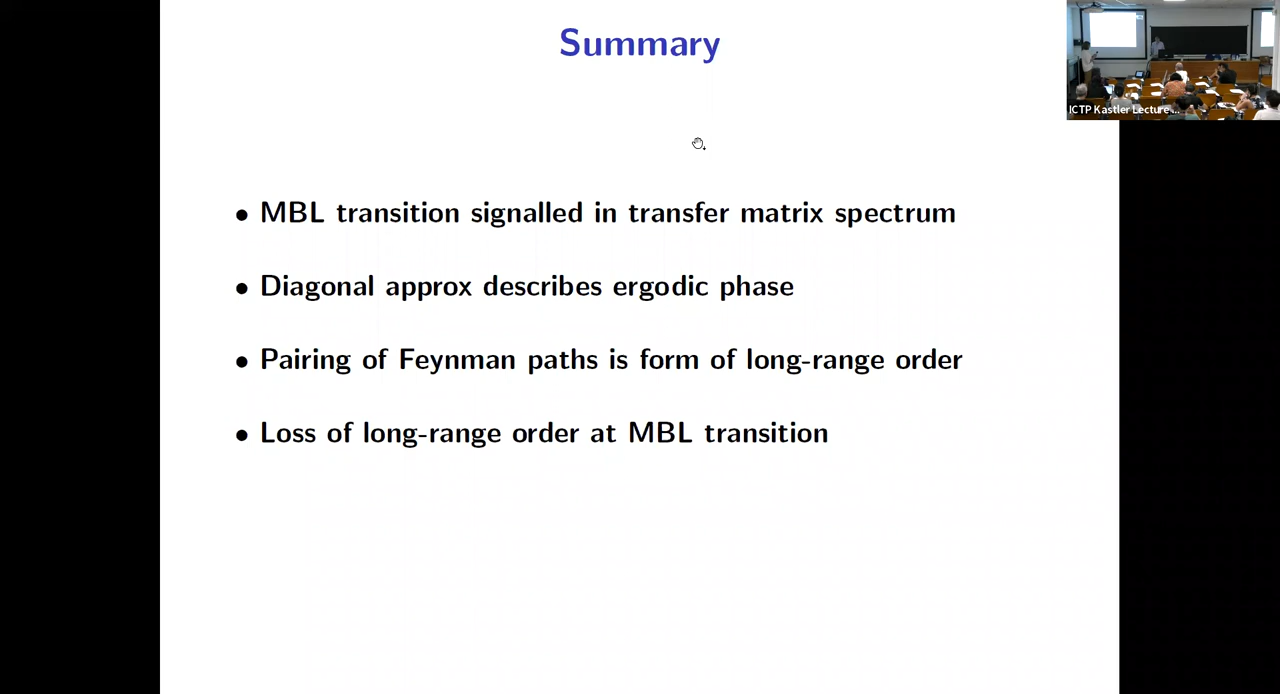 Summary
ICTP Kastler Lecture ...
• MBL transition signalled in transfer matrix spectrum
• Diagonal approx describes ergodic phase
• Pairing of Feynman paths is form of long-range order
• Loss of long-range order at MBL transition